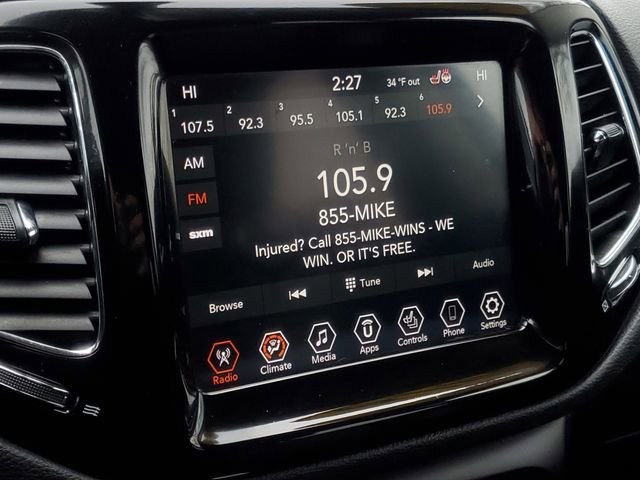 HI 2:27 34 °F out HI
1 107.5 2 92.3 3 95.5 4 105.1 5 92.3 6 105.9
R 'n' B
AM
105.9
FM
855-MIKE
sxm
Injured? Call 855-MIKE-WINS - WE
WIN. OR IT'S FREE.
Browse Tune Audio
Radio Climate Media Apps Controls Phone Settings